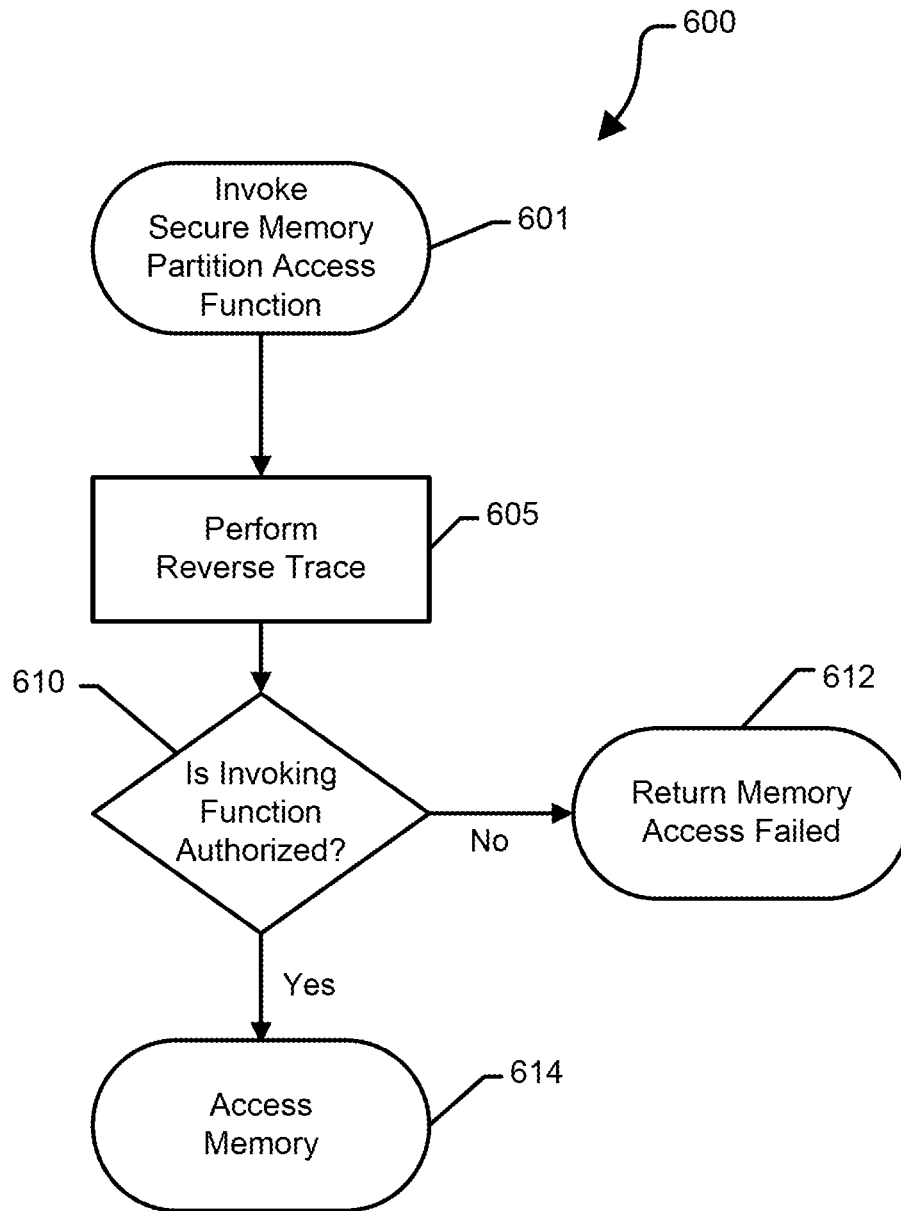 600
Invoke
Secure Memory
Partition Access
Function
601
Perform
Reverse Trace
605
610
Is Invoking
Function
Authorized?
No
612
Return Memory
Access Failed
Yes
Access
Memory
614